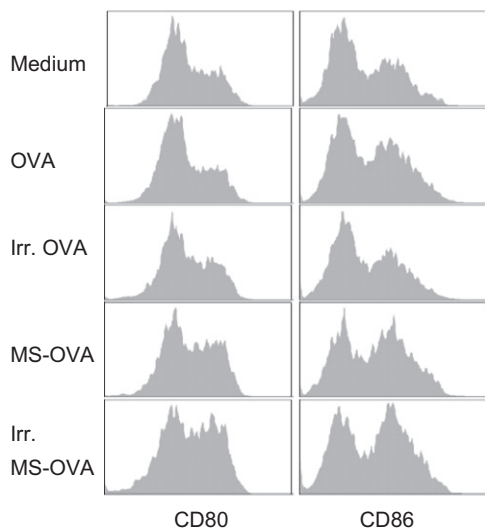 Medium
OVA
Irr. OVA
MS-OVA
Irr.
MS-OVA
CD80 CD86